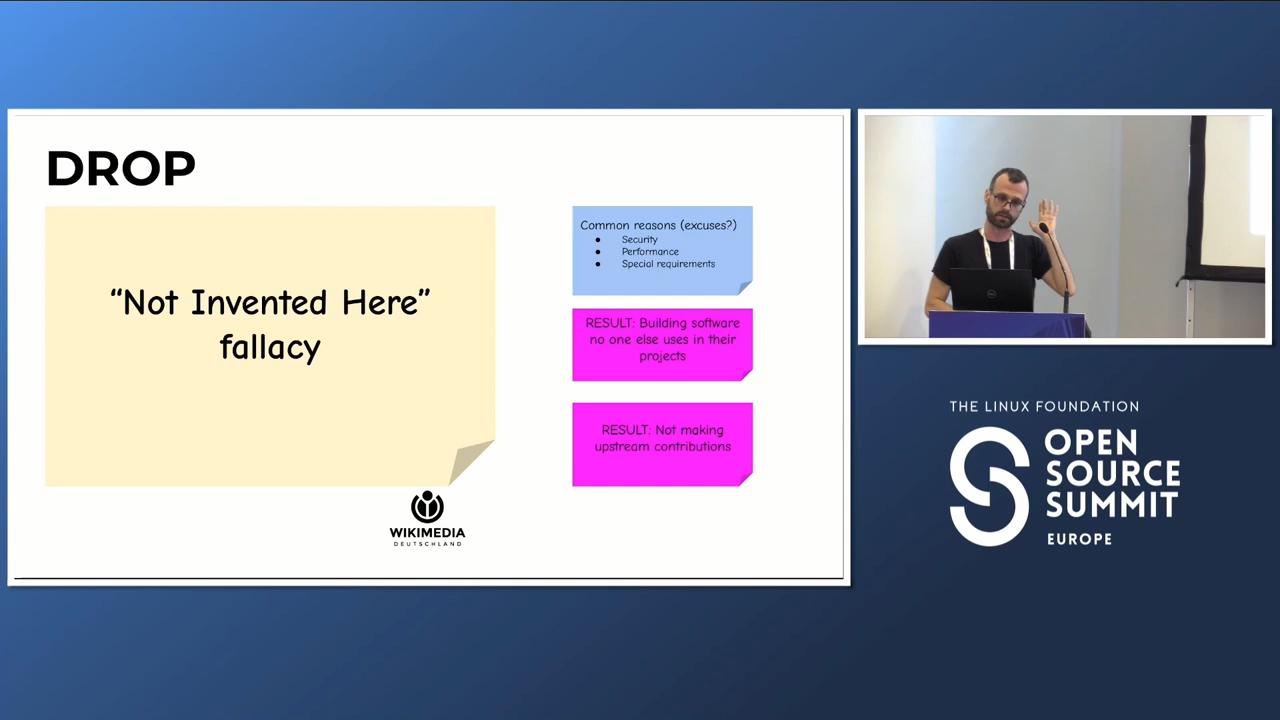 DROP
“Not Invented Here”
fallacy
Common reasons (excuses?)
● Security
● Performance
● Special requirements
RESULT: Building software
no one else uses in their
projects
RESULT: Not making
upstream contributions
WIKIMEDIA
DEUTSCHLAND
THE LINUX FOUNDATION
OPEN
SOURCE
SUMMIT
EUROPE